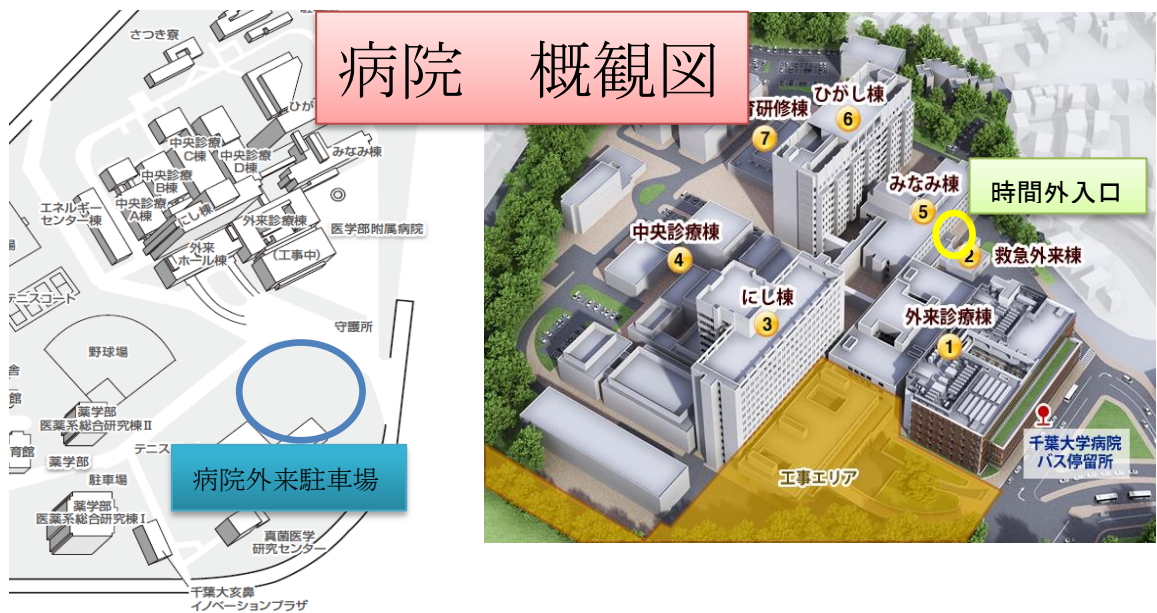 病院　概観図
さつき寮
ひが
中央診療
C棟
中央診療
D棟
みなみ棟
中央診療
B棟
エネルギー
センター棟
中央診療
A棟
にし棟
外来診療棟
医学部附属病院
外来
ホール棟
(工事中)
テニスコート
守護所
野球場
薬学部
医薬系総合研究棟Ⅱ
テニス
薬学部
病院外来駐車場
駐車場
薬学部
医薬系総合研究棟Ⅰ
真菌医学
研究センター
千葉大亥鼻
イノベーションプラザ
ひがし棟
6
育研修棟
7
みなみ棟
5
時間外入口
中央診療棟
4
2
救急外来棟
にし棟
3
外来診療棟
1
千葉大学病院
バス停留所
工事エリア